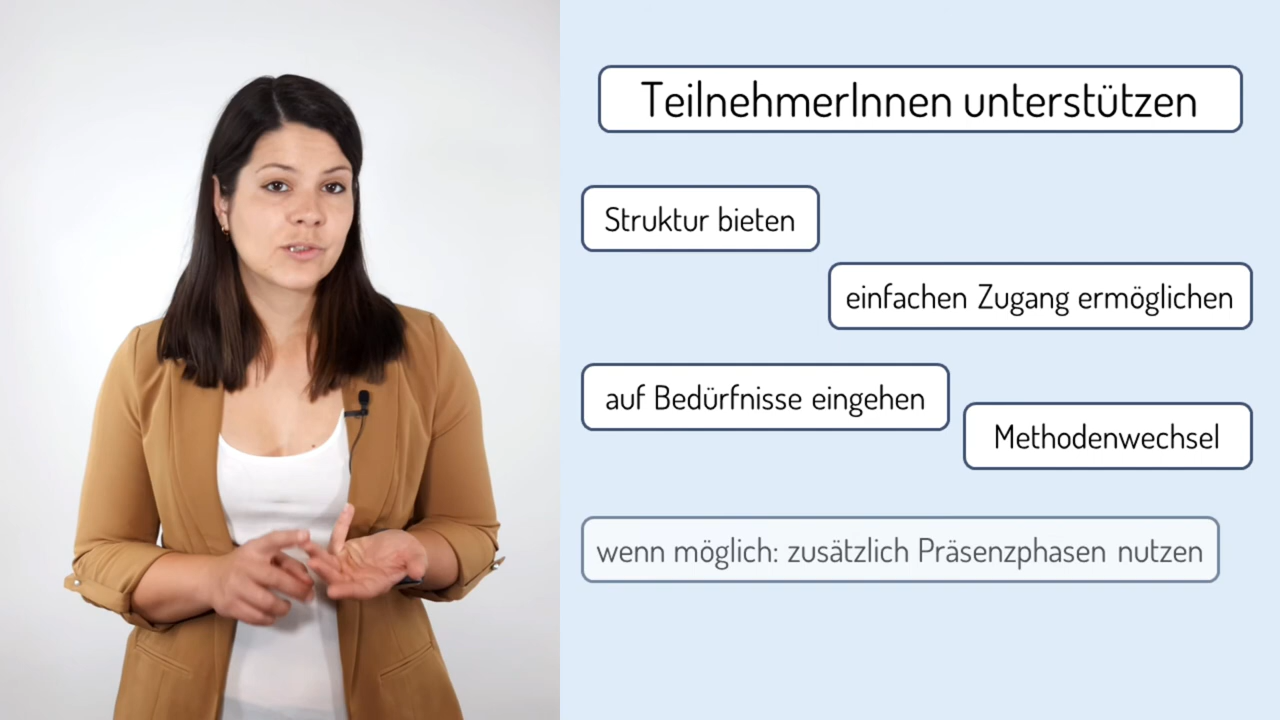 TeilnehmerInnen unterstützen
Struktur bieten
einfachen Zugang ermöglichen
auf Bedürfnisse eingehen
Methodenwechsel
wenn möglich: zusätzlich Präsenzphasen nutzen